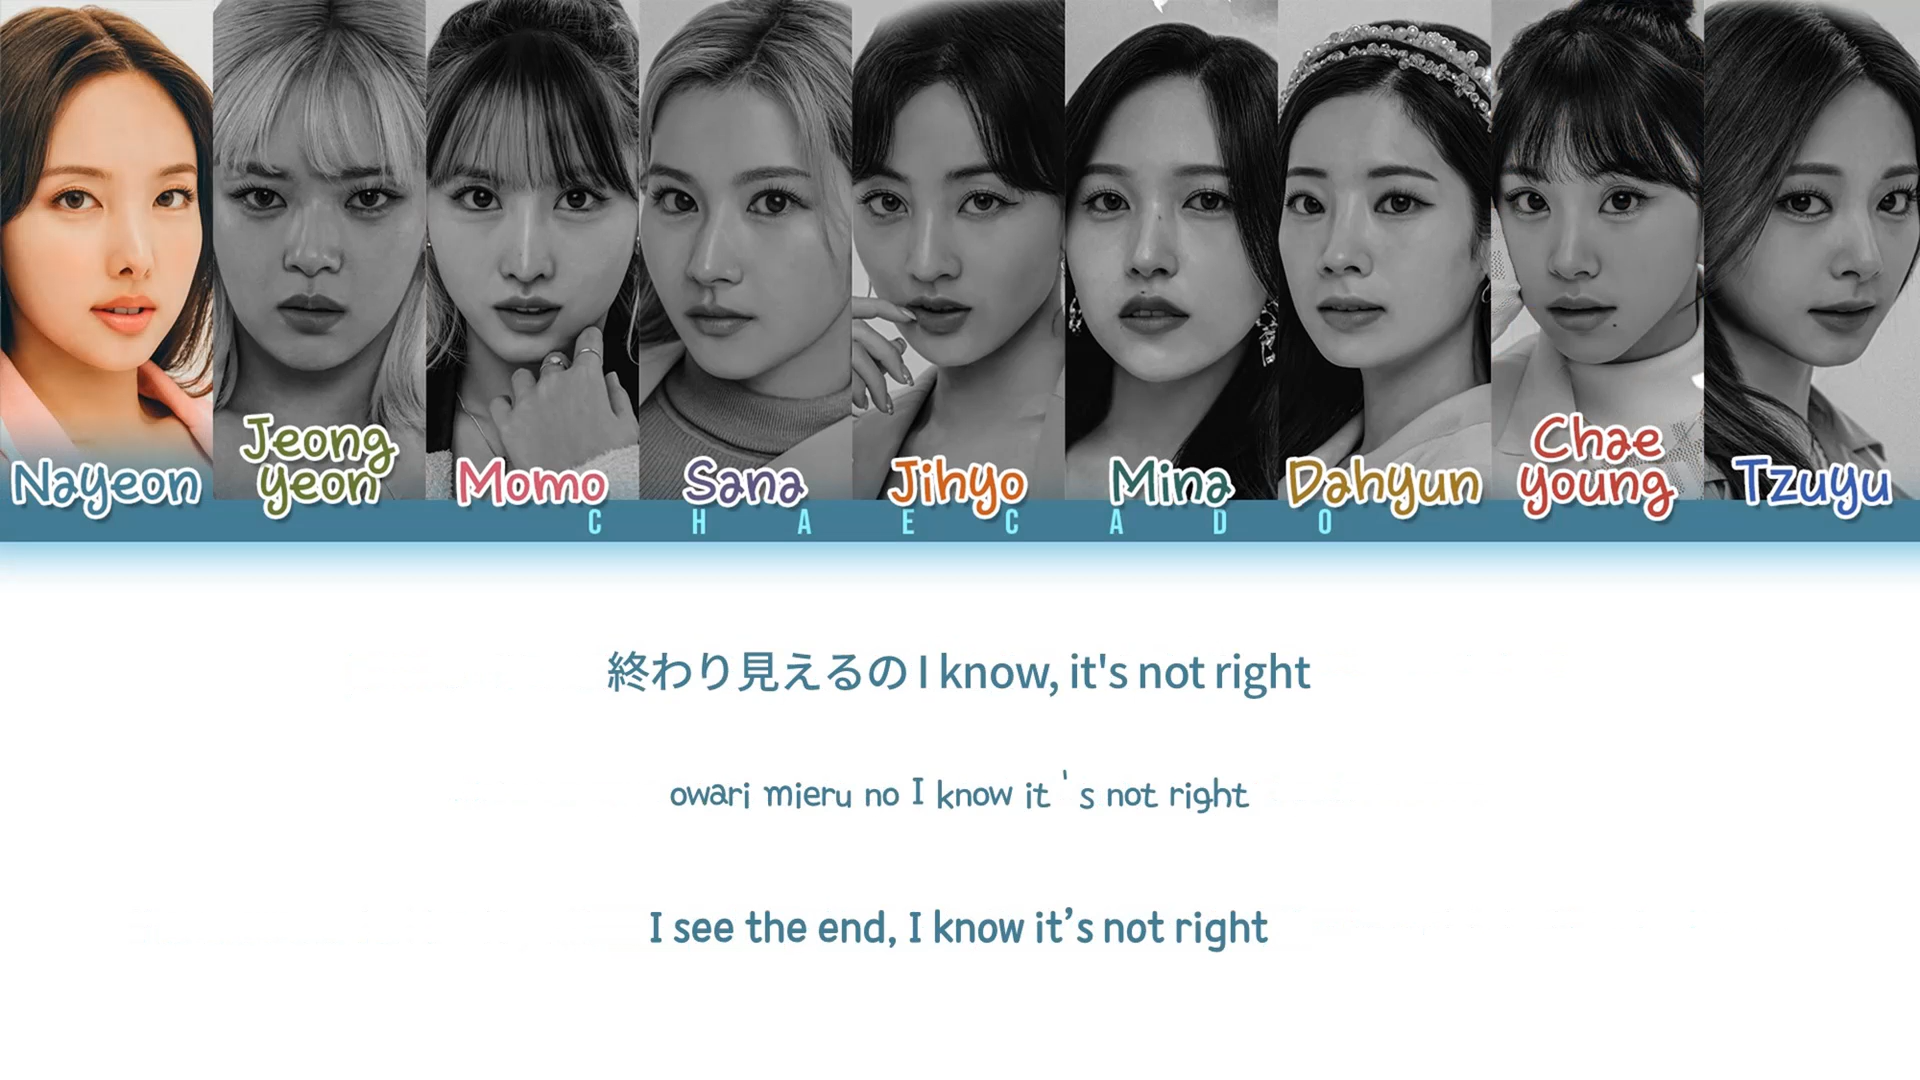 Nayeon
Jeong
yeon
Momo
Sana
Jihyo
Mina
Dahyun
Chae
young
Tzuyu
CHAECADO
終わり見えるの I know, it's not right
owari mieru no I know it's not right
I see the end, I know it’s not right